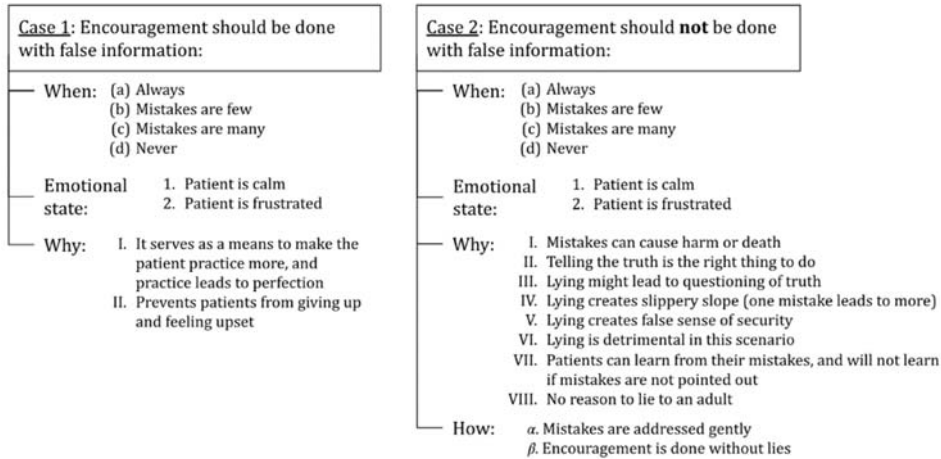 Case 1: Encouragement should be done
with false information:
When: (a) Always
(b) Mistakes are few
(c) Mistakes are many
(d) Never
Emotional
state:
1. Patient is calm
2. Patient is frustrated
Why: I. It serves as a means to make the
patient practice more, and
practice leads to perfection
II. Prevents patients from giving up
and feeling upset
Case 2: Encouragement should not be done
with false information:
When: (a) Always
(b) Mistakes are few
(c) Mistakes are many
(d) Never
Emotional
state:
1. Patient is calm
2. Patient is frustrated
Why: I. Mistakes can cause harm or death
II. Telling the truth is the right thing to do
III. Lying might lead to questioning of truth
IV. Lying creates slippery slope (one mistake leads to more)
V. Lying creates false sense of security
VI. Lying is detrimental in this scenario
VII. Patients can learn from their mistakes, and will not learn
if mistakes are not pointed out
VIII. No reason to lie to an adult
How: α. Mistakes are addressed gently
β. Encouragement is done without lies